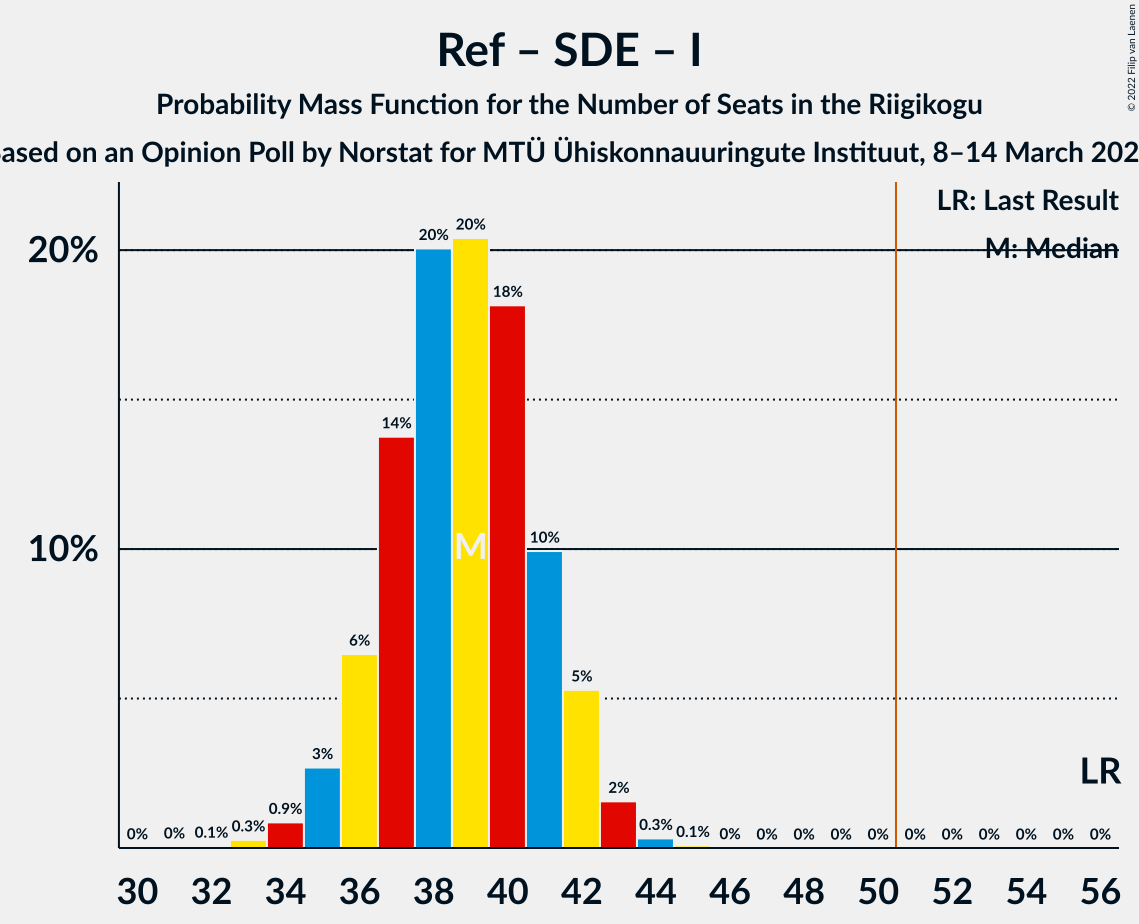 Ref – SDE – I
Probability Mass Function for the Number of Seats in the Riigikogu
ased on an Opinion Poll by Norstat for MTÜ Ühiskonnauuringute Instituut, 8–14 March 202
© 2022 Filip van Laenen
LR: Last Result
M: Median
20%
10%
0% 0% 0.1% 0.3% 0.9% 3% 6% 14% 20% 20% 18% 10% 5% 2% 0.3% 0.1% 0% 0% 0% 0% 0% 0% 0% 0% 0% 0% 0%
M
LR
30 32 34 36 38 40 42 44 46 48 50 52 54 56